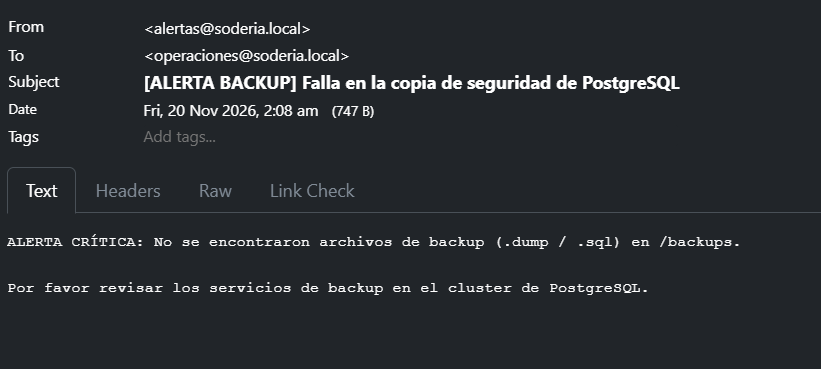 From <alertas@soderia.local>
To <operaciones@soderia.local>
Subject [ALERTA BACKUP] Falla en la copia de seguridad de PostgreSQL
Date Fri, 20 Nov 2026, 2:08 am (747 B)
Tags Add tags...
Text Headers Raw Link Check
ALERTA CRÍTICA: No se encontraron archivos de backup (.dump / .sql) en /backups.
Por favor revisar los servicios de backup en el cluster de PostgreSQL.